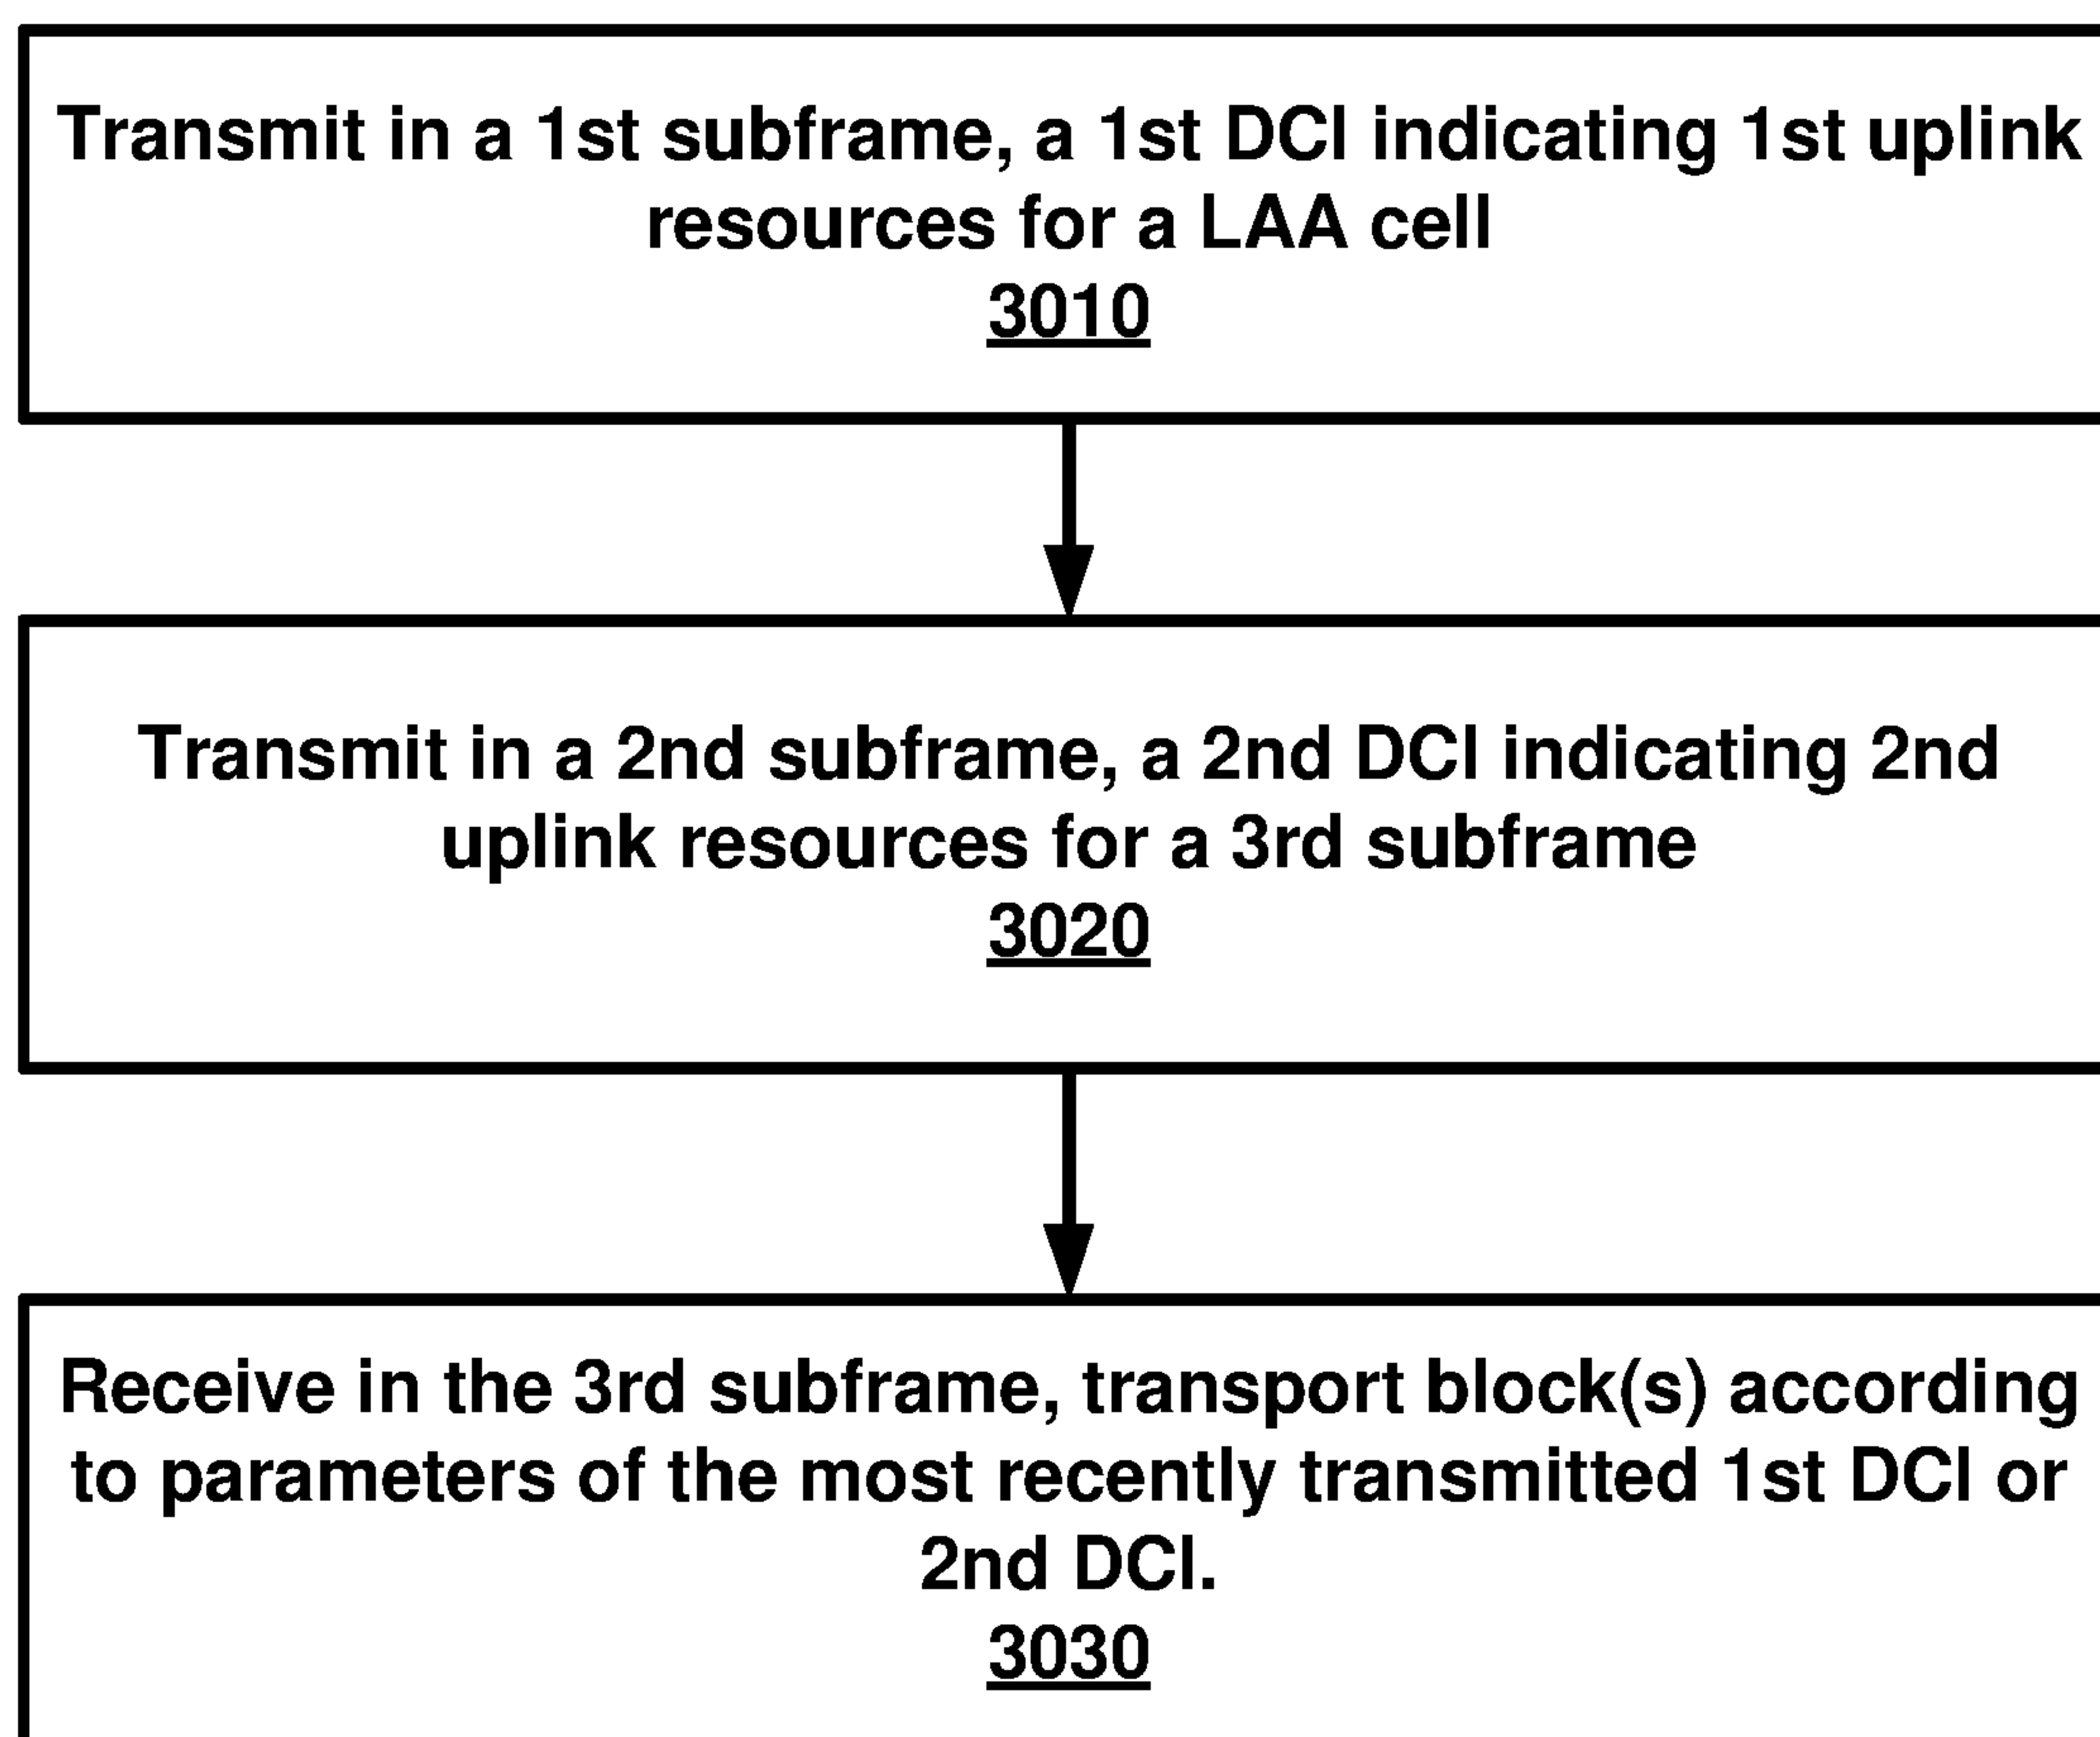 Transmit in a 1st subframe, a 1st DCI indicating 1st uplink
resources for a LAA cell
3010
Transmit in a 2nd subframe, a 2nd DCI indicating 2nd
uplink resources for a 3rd subframe
3020
Receive in the 3rd subframe, transport block(s) according
to parameters of the most recently transmitted 1st DCI or
2nd DCI.
3030